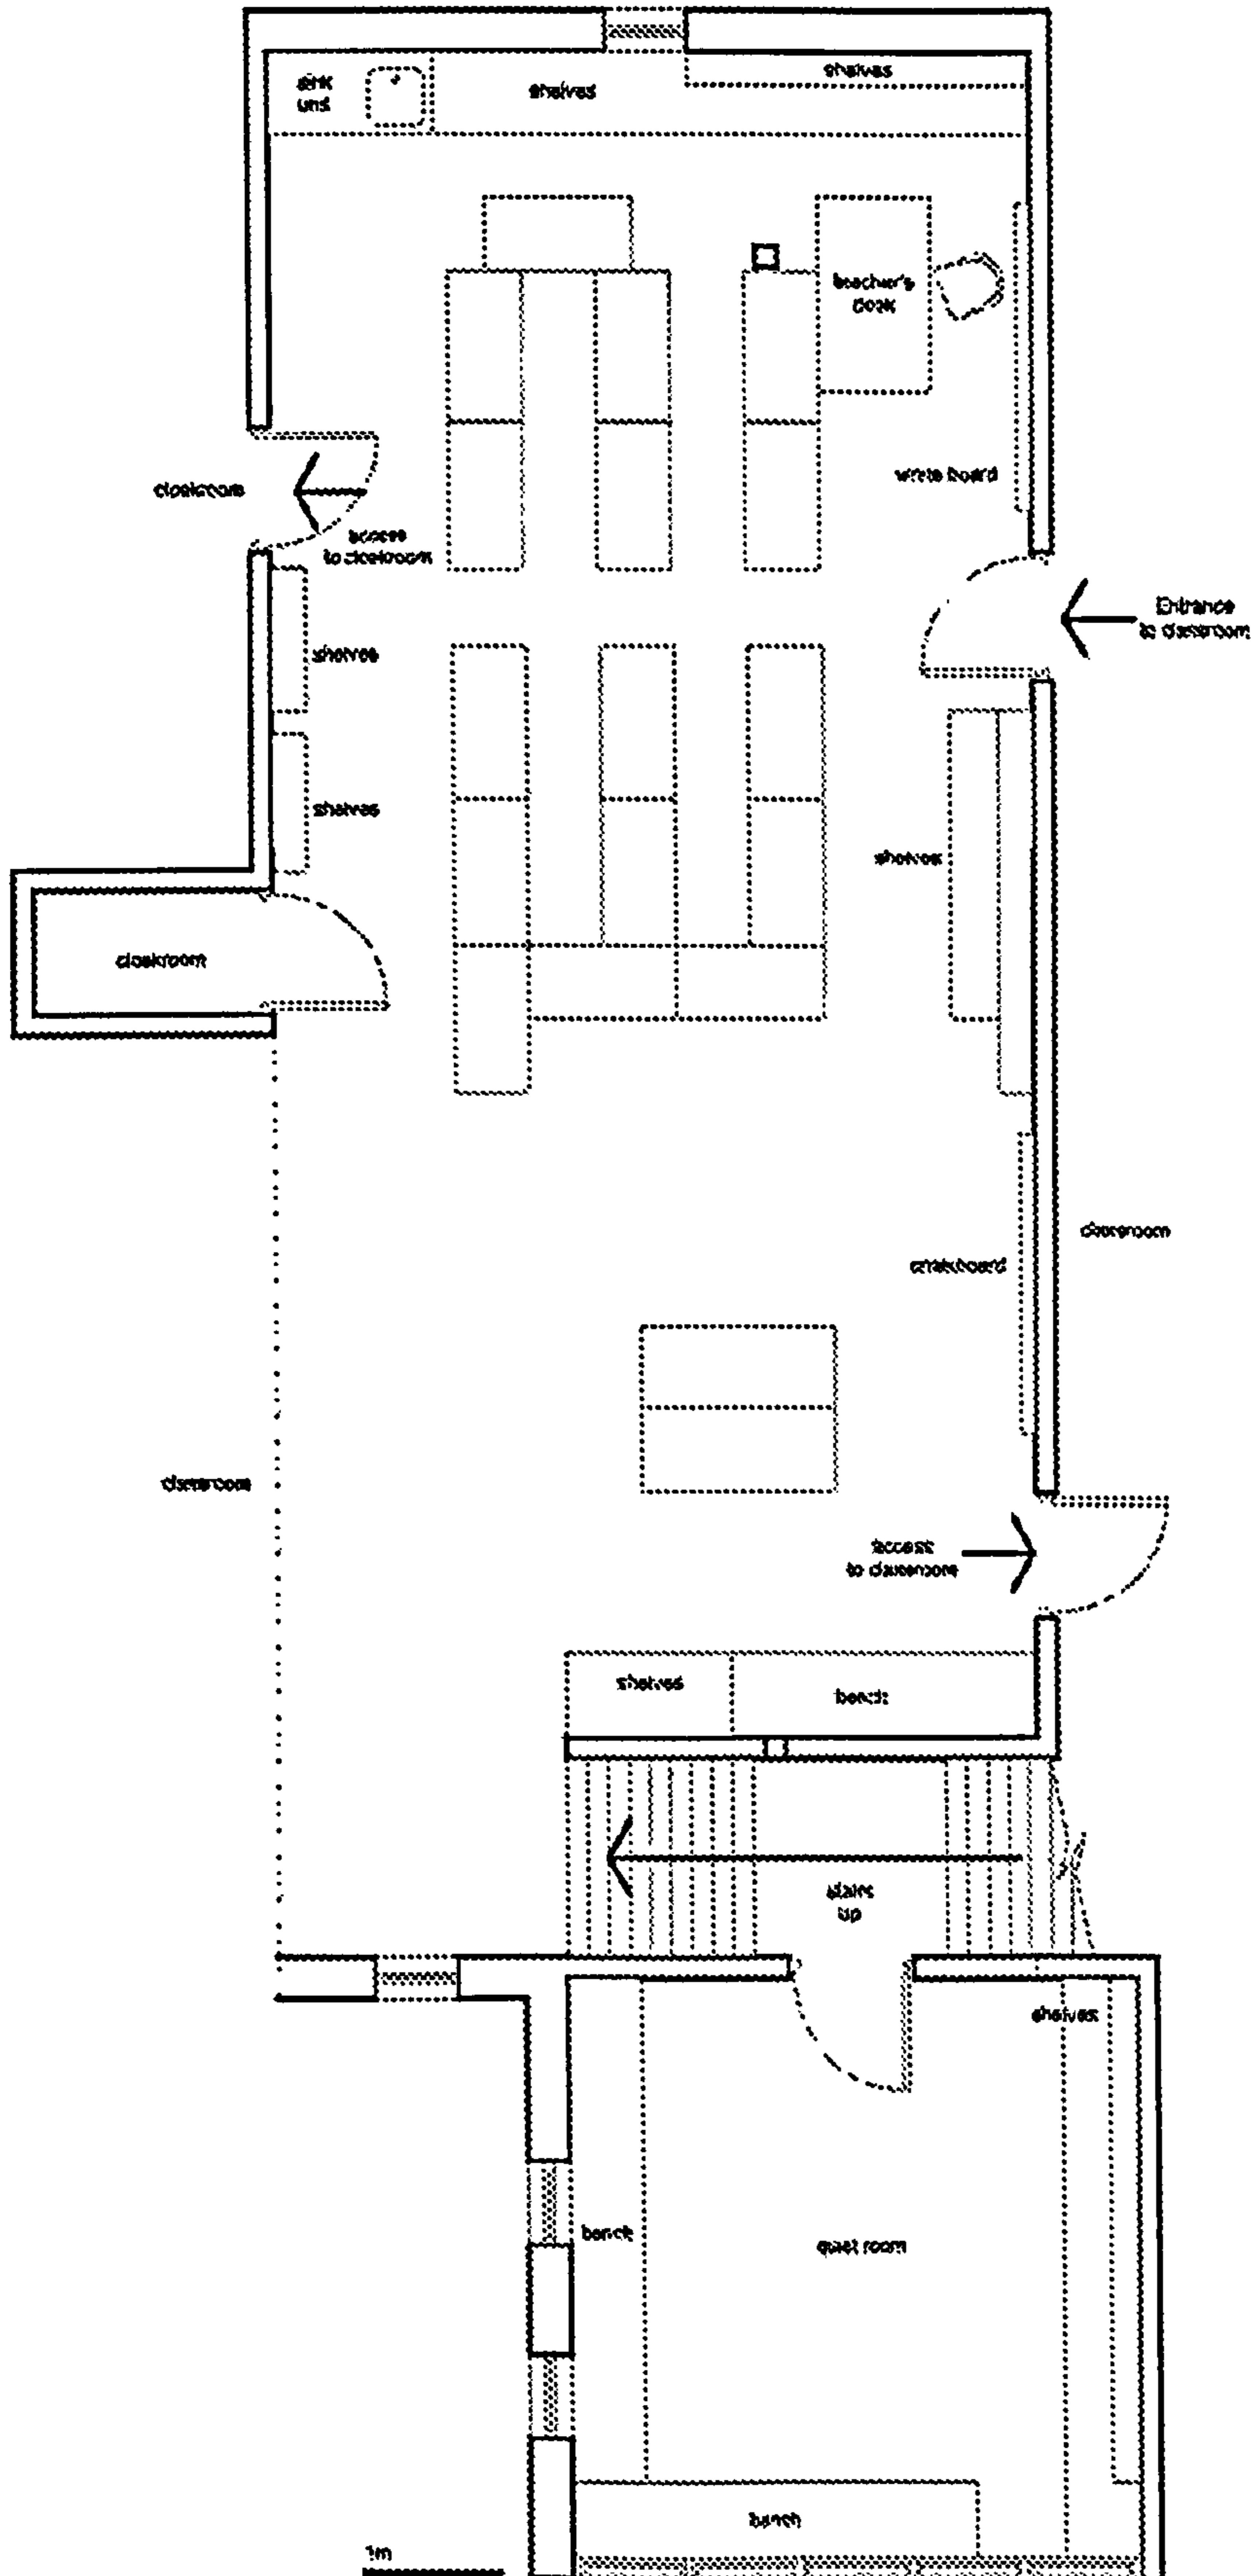 sink
unit
shelves
shelves
teacher's
desk
white board
cloakroom
access
to cloakroom
Entrance
to classroom
shelves
shelves
shelves
cloakroom
classroom
chalkboard
classroom
access
to classroom
shelves
bench
stairs
up
shelves
bench
quiet room
bench
1m